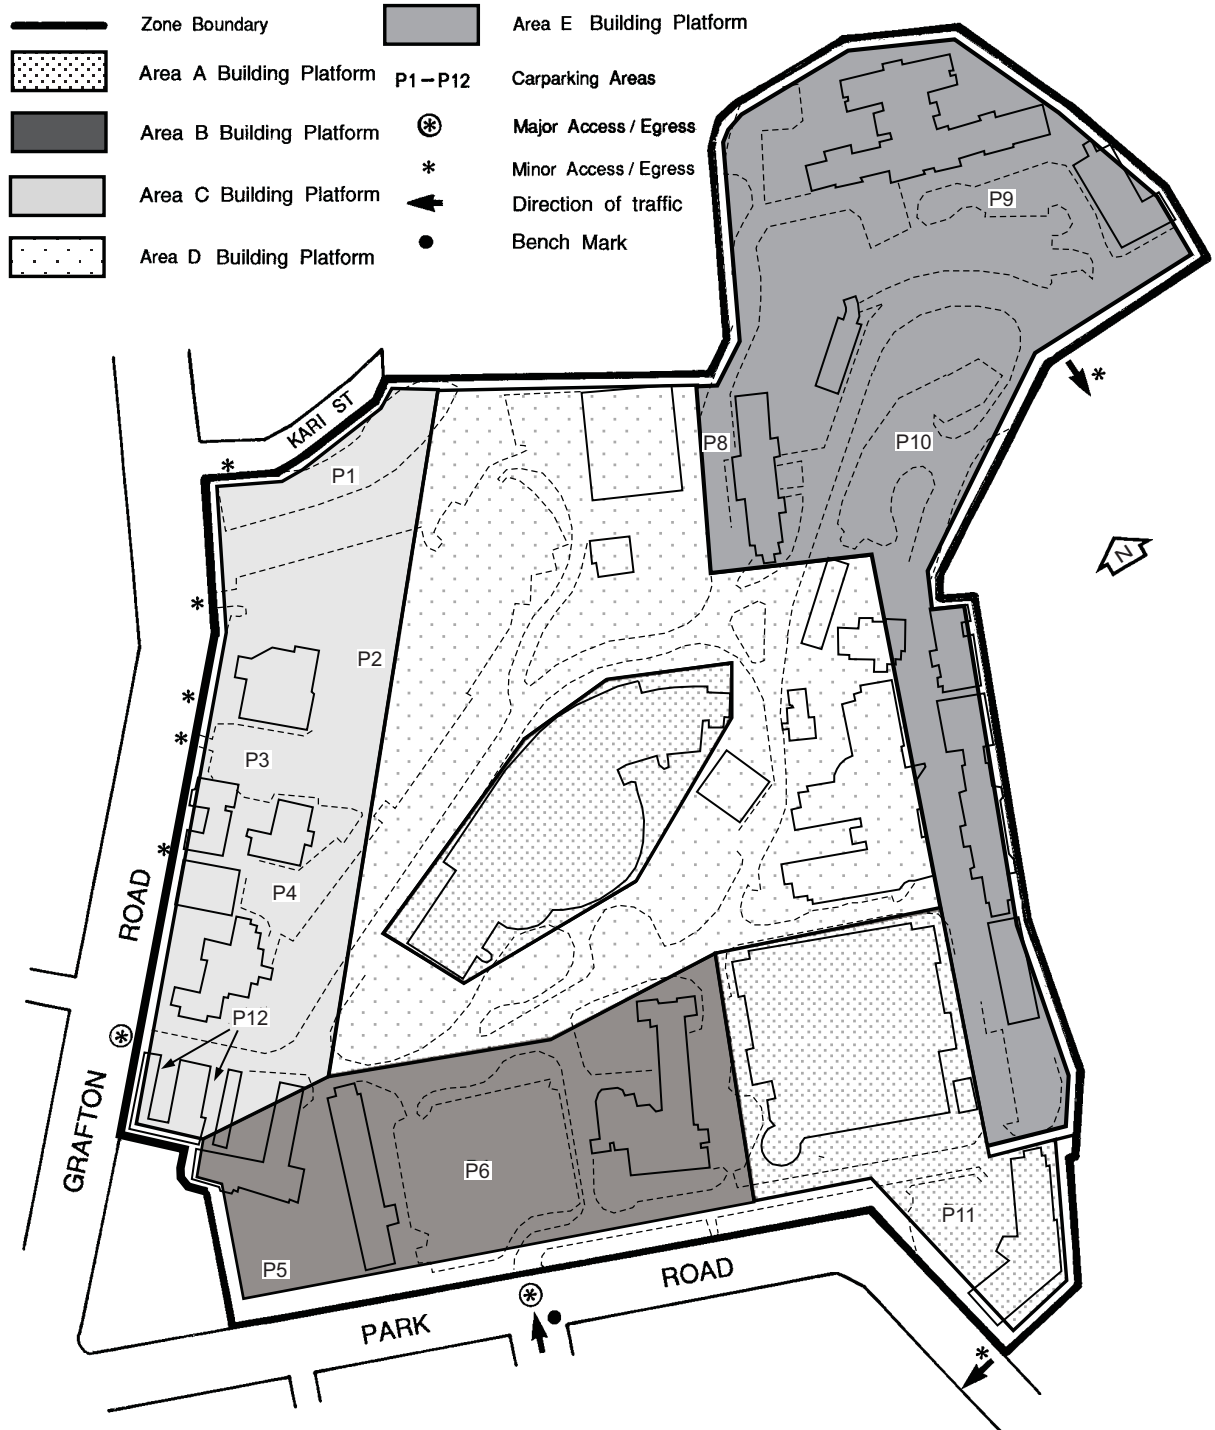 Zone Boundary
Area A Building Platform
Area B Building Platform
Area C Building Platform
Area D Building Platform
Area E Building Platform
P1–P12 Carparking Areas
Major Access / Egress
* Minor Access / Egress
Direction of traffic
Bench Mark
P9
KARI ST
P1
P8
P10
N
P2
P3
ROAD
P4
P12
GRAFTON
P6
P11
P5
PARK
ROAD